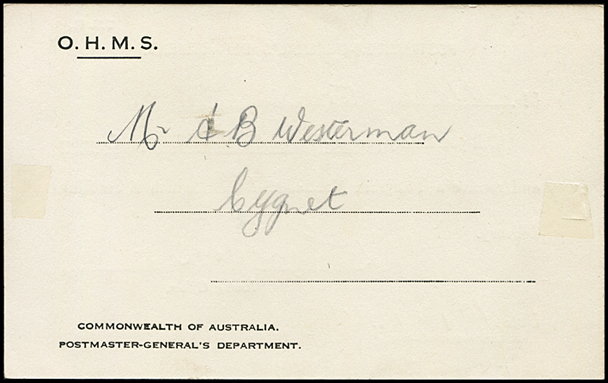 O. H. M. S.
Mr B Westerman
Cygnet
COMMONWEALTH OF AUSTRALIA.
POSTMASTER-GENERAL'S DEPARTMENT.